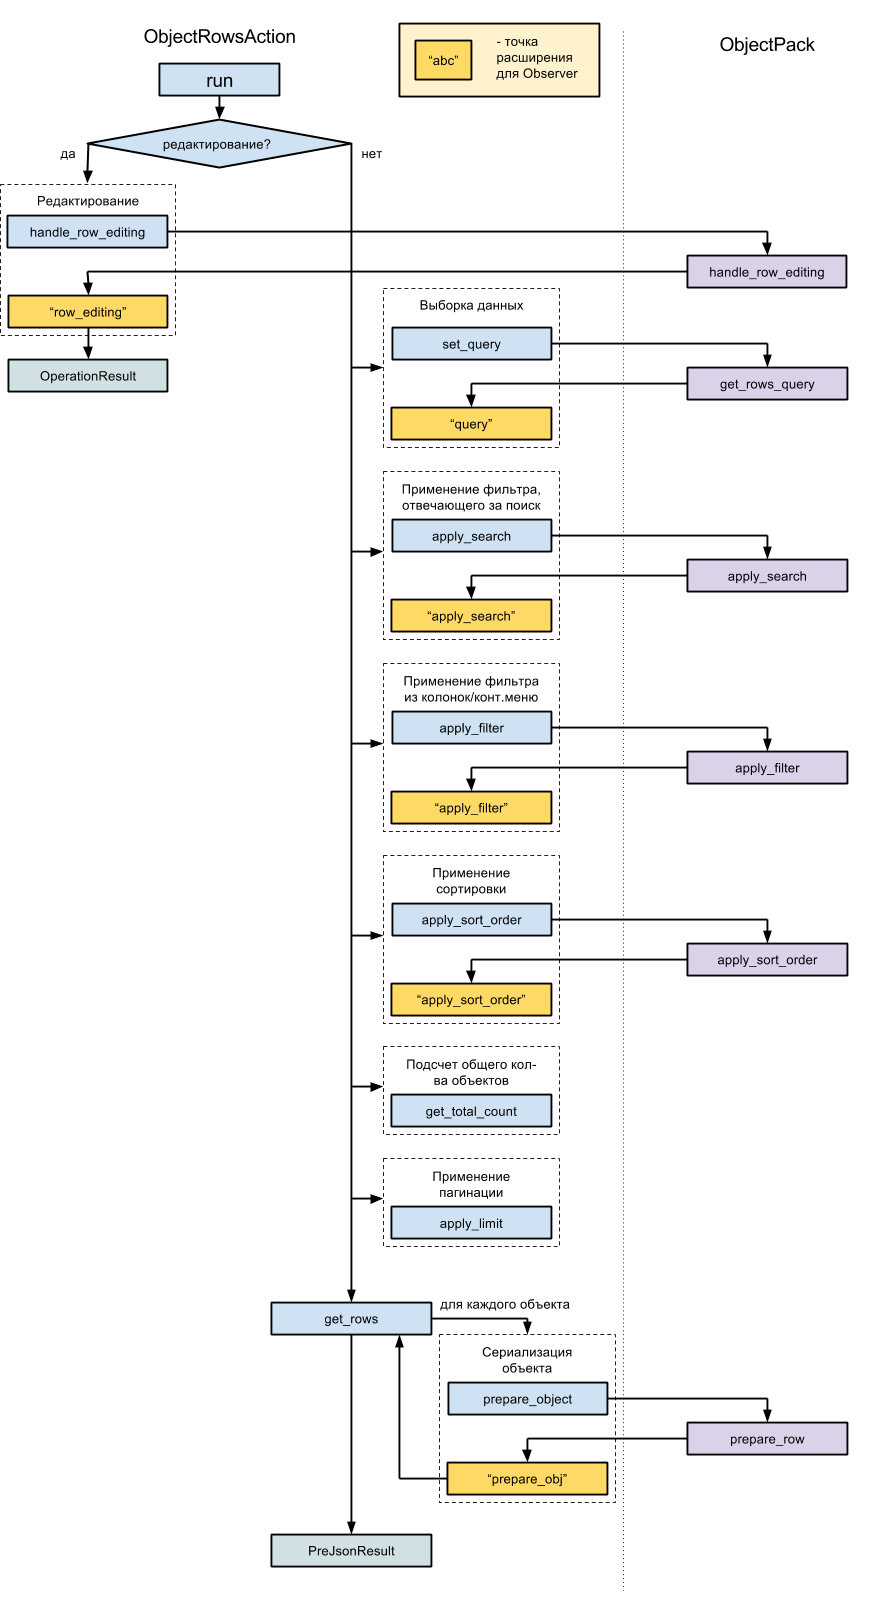 ObjectRowsAction
ObjectPack
“abc”
- точка
расширения
для Observer
run
редактирование?
да
нет
Редактирование
handle_row_editing
handle_row_editing
“row_editing”
OperationResult
Выборка данных
set_query
get_rows_query
“query”
Применение фильтра,
отвечающего за поиск
apply_search
apply_search
“apply_search”
Применение фильтра
из колонок/конт.меню
apply_filter
apply_filter
“apply_filter”
Применение
сортировки
apply_sort_order
apply_sort_order
“apply_sort_order”
Подсчет общего кол-
ва объектов
get_total_count
Применение
пагинации
apply_limit
get_rows
для каждого объекта
Сериализация
объекта
prepare_object
prepare_row
“prepare_obj”
PreJsonResult